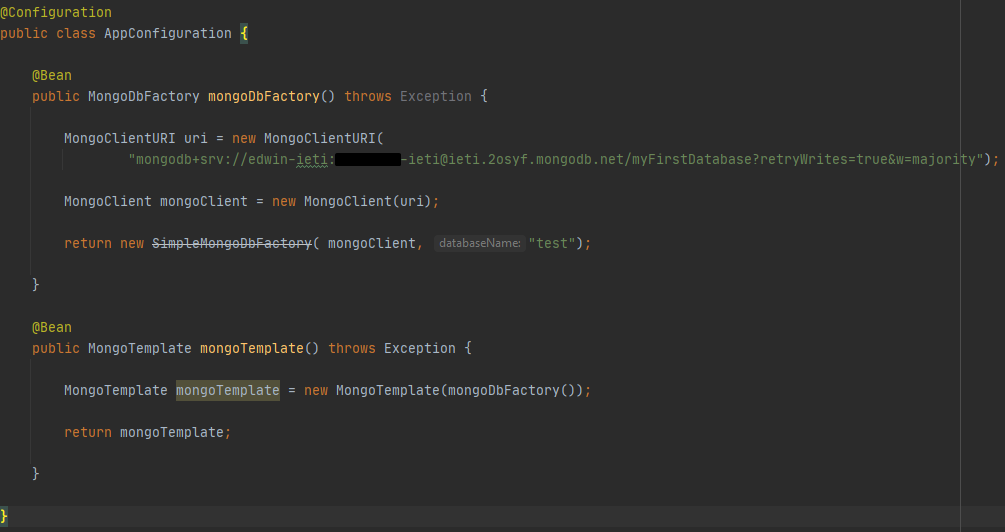 @Configuration
public class AppConfiguration {
@Bean
public MongoDbFactory mongoDbFactory() throws Exception {
MongoClientURI uri = new MongoClientURI(
"mongodb+srv://edwin-ieti:-ieti@ieti.2osyf.mongodb.net/myFirstDatabase?retryWrites=true&w=majority");
MongoClient mongoClient = new MongoClient(uri);
return new SimpleMongoDbFactory( mongoClient, databaseName: "test");
}
@Bean
public MongoTemplate mongoTemplate() throws Exception {
MongoTemplate mongoTemplate = new MongoTemplate(mongoDbFactory());
return mongoTemplate;
}
}